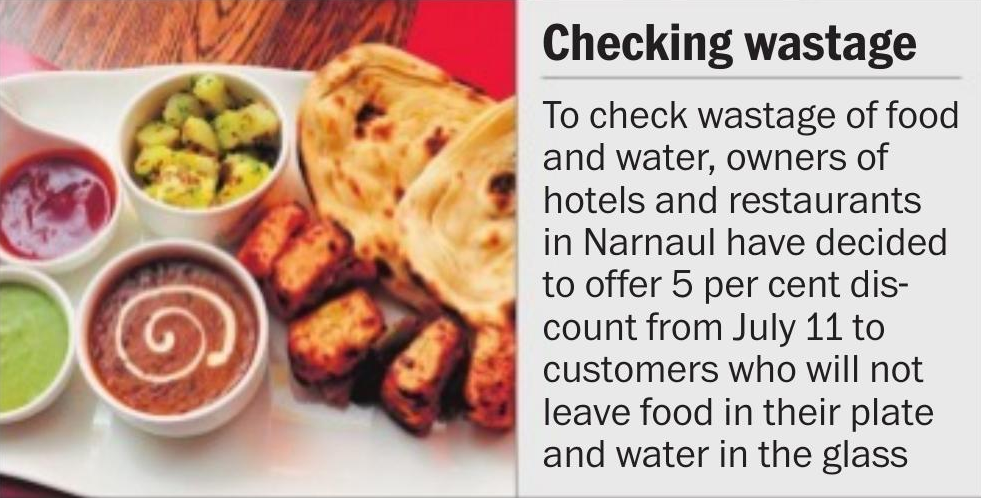 Checking wastage
To check wastage of food
and water, owners of
hotels and restaurants
in Narnaul have decided
to offer 5 per cent dis-
count from July 11 to
customers who will not
leave food in their plate
and water in the glass